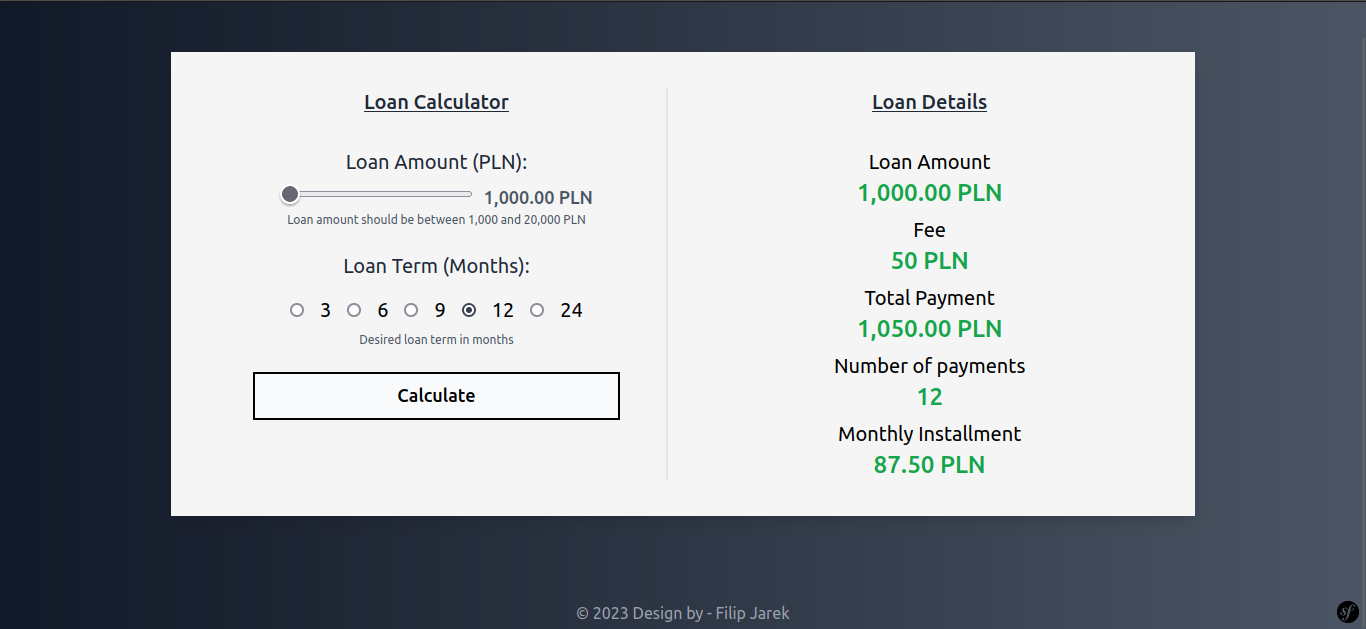 Loan Calculator
Loan Amount (PLN):
1,000.00 PLN
Loan amount should be between 1,000 and 20,000 PLN
Loan Term (Months):
3 6 9 12 24
Desired loan term in months
Calculate
Loan Details
Loan Amount
1,000.00 PLN
Fee
50 PLN
Total Payment
1,050.00 PLN
Number of payments
12
Monthly Installment
87.50 PLN
© 2023 Design by - Filip Jarek
sf